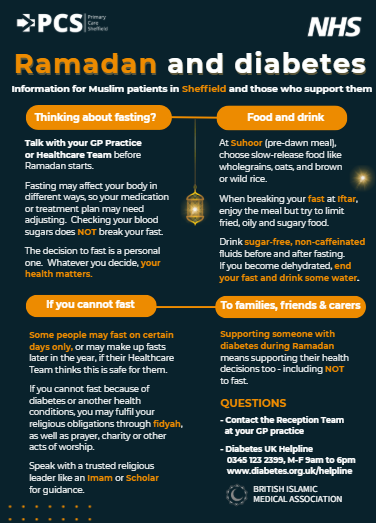 PCS Primary Care Sheffield
NHS
Ramadan and diabetes
Information for Muslim patients in Sheffield and those who support them
Thinking about fasting?
Talk with your GP Practice
or Healthcare Team before
Ramadan starts.
Fasting may affect your body in
different ways, so your medication
or treatment plan may need
adjusting. Checking your blood
sugars does NOT break your fast.
The decision to fast is a personal
one. Whatever you decide, your
health matters.
Food and drink
At Suhoor (pre-dawn meal),
choose slow-release food like
wholegrains, oats, and brown
or wild rice.
When breaking your fast at Iftar,
enjoy the meal but try to limit
fried, oily and sugary food.
Drink sugar-free, non-caffeinated
fluids before and after fasting.
If you become dehydrated, end
your fast and drink some water.
If you cannot fast
Some people may fast on certain
days only, or may make up fasts
later in the year, if their Healthcare
Team thinks this is safe for them.
If you cannot fast because of
diabetes or another health
conditions, you may fulfil your
religious obligations through fidyah,
as well as prayer, charity or other
acts of worship.
Speak with a trusted religious
leader like an Imam or Scholar
for guidance.
To families, friends & carers
Supporting someone with
diabetes during Ramadan
means supporting their health
decisions too - including NOT
to fast.
QUESTIONS
- Contact the Reception Team
at your GP practice
- Diabetes UK Helpline
0345 123 2399, M-F 9am to 6pm
www.diabetes.org.uk/helpline
BRITISH ISLAMIC
MEDICAL ASSOCIATION